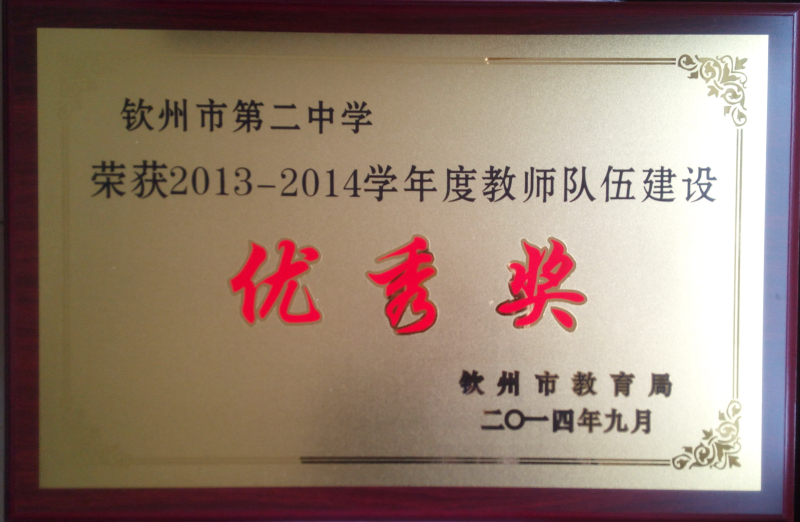 钦州市第二中学
荣获2013-2014学年度教师队伍建设
优秀奖
钦州市教育局
二〇一四年九月